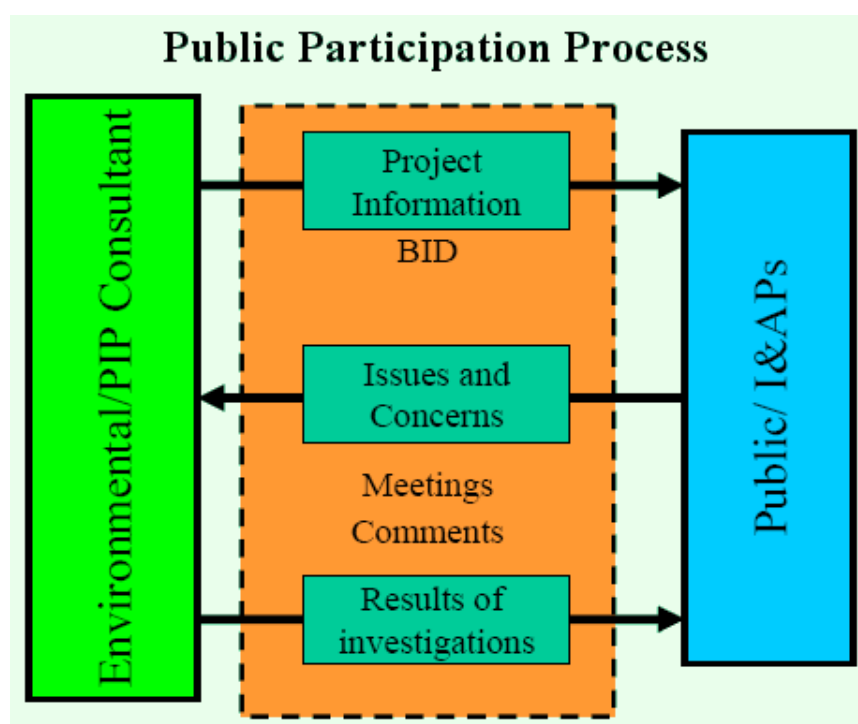 Public Participation Process
Environmental/PIP Consultant
Project
Information
BID
Issues and
Concerns
Meetings
Comments
Results of
investigations
Public/ I&APs